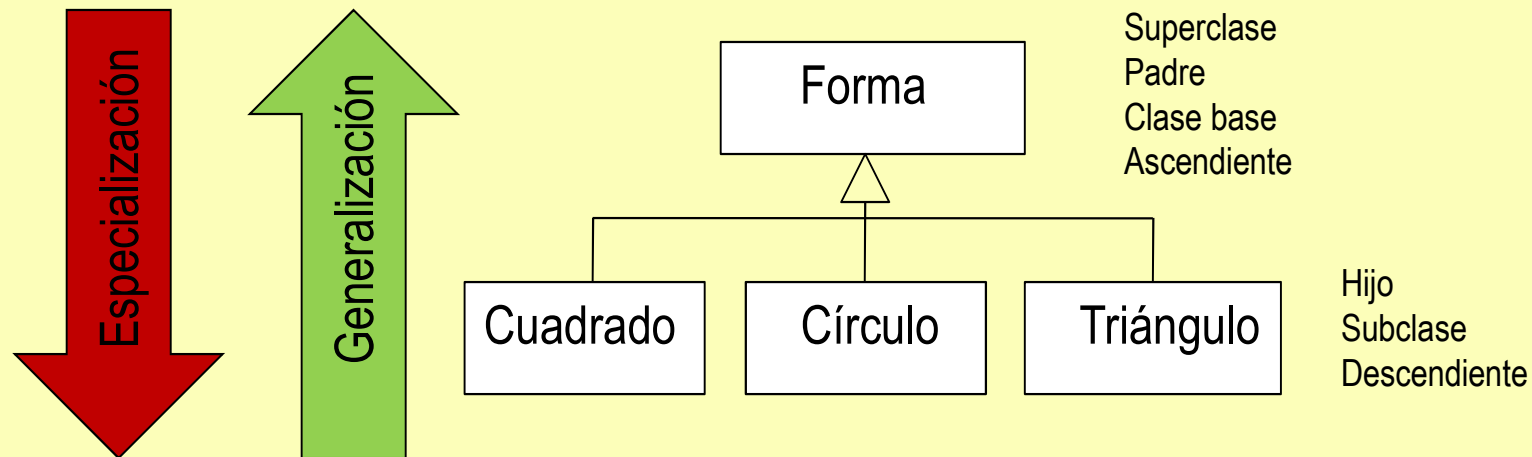 Especialización
Generalización
Forma
Superclase
Padre
Clase base
Ascendiente
Cuadrado
Círculo
Triángulo
Hijo
Subclase
Descendiente